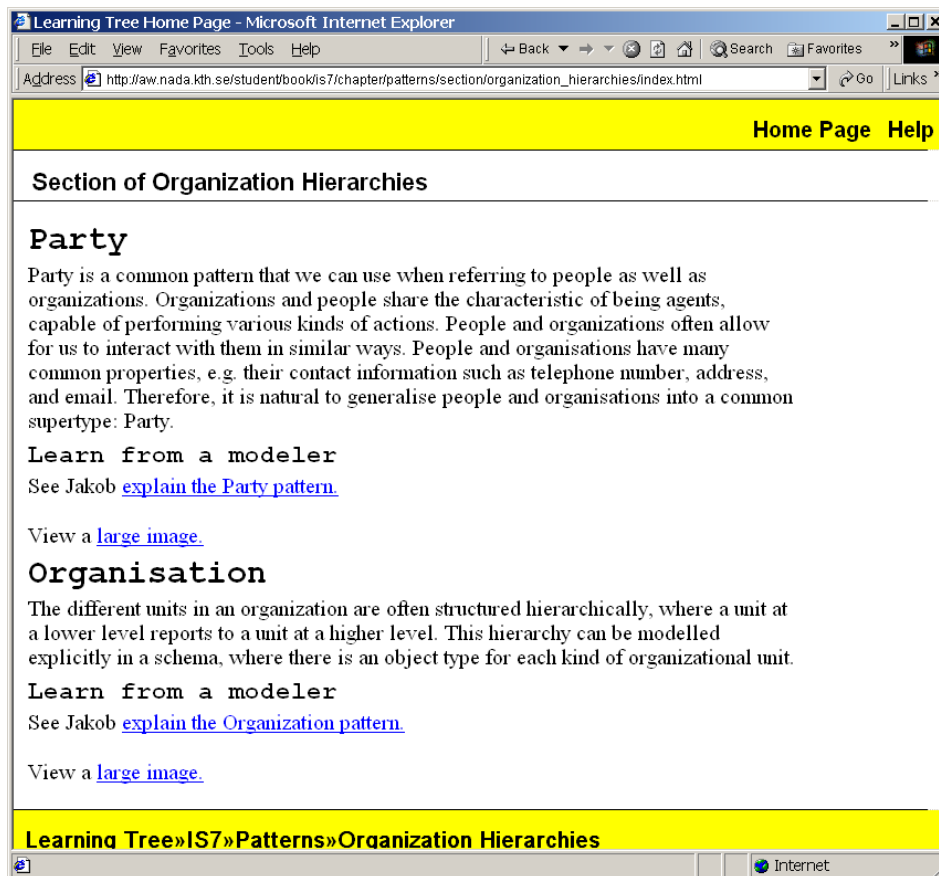 Learning Tree Home Page - Microsoft Internet Explorer
File Edit View Favorites Tools Help Back Search Favorites »
Address http://aw.nada.kth.se/student/book/is7/chapter/patterns/section/organization_hierarchies/index.html Go Links »
Home Page Help
Section of Organization Hierarchies
Party
Party is a common pattern that we can use when referring to people as well as
organizations. Organizations and people share the characteristic of being agents,
capable of performing various kinds of actions. People and organizations often allow
for us to interact with them in similar ways. People and organisations have many
common properties, e.g. their contact information such as telephone number, address,
and email. Therefore, it is natural to generalise people and organisations into a common
supertype: Party.
Learn from a modeler
See Jakob explain the Party pattern.
View a large image.
Organisation
The different units in an organization are often structured hierarchically, where a unit at
a lower level reports to a unit at a higher level. This hierarchy can be modelled
explicitly in a schema, where there is an object type for each kind of organizational unit.
Learn from a modeler
See Jakob explain the Organization pattern.
View a large image.
Learning Tree»IS7»Patterns»Organization Hierarchies
Internet